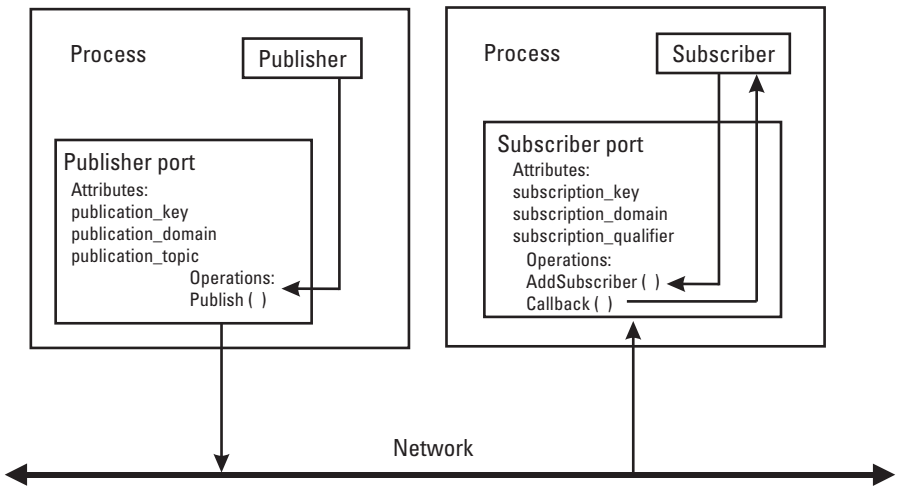 Process
Publisher
Publisher port
Attributes:
publication_key
publication_domain
publication_topic
Operations:
Publish ( )
Process
Subscriber
Subscriber port
Attributes:
subscription_key
subscription_domain
subscription_qualifier
Operations:
AddSubscriber ( )
Callback ( )
Network